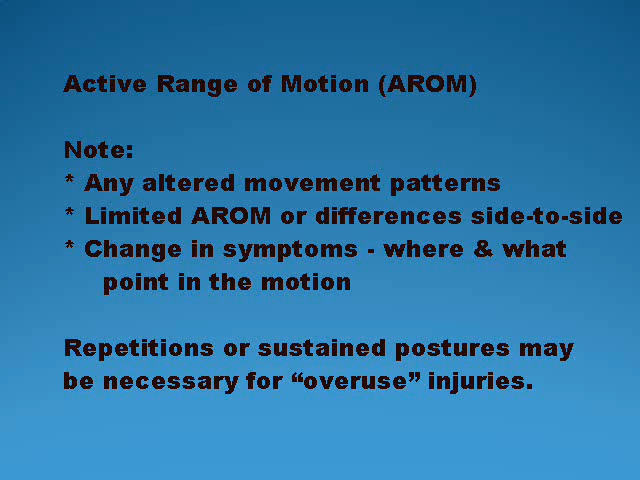 Active Range of Motion (AROM)
Note:
* Any altered movement patterns
* Limited AROM or differences side-to-side
* Change in symptoms - where & what
point in the motion
Repetitions or sustained postures may
be necessary for “overuse” injuries.